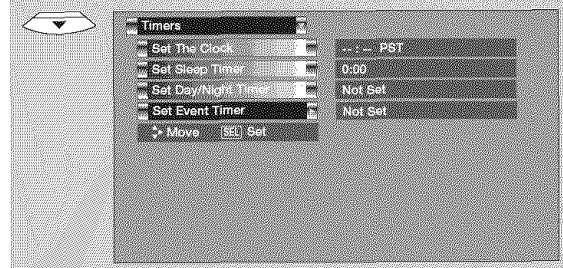 Timers
Set The Clock -- : -- PST
Set Sleep Timer 0:00
Set Day/Night Timer Not Set
Set Event Timer Not Set
Move SEL Set